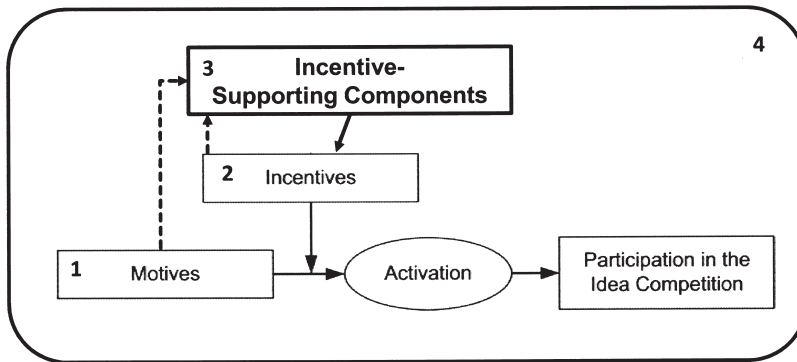 4
3 Incentive-
Supporting Components
2 Incentives
1 Motives
Activation
Participation in the
Idea Competition